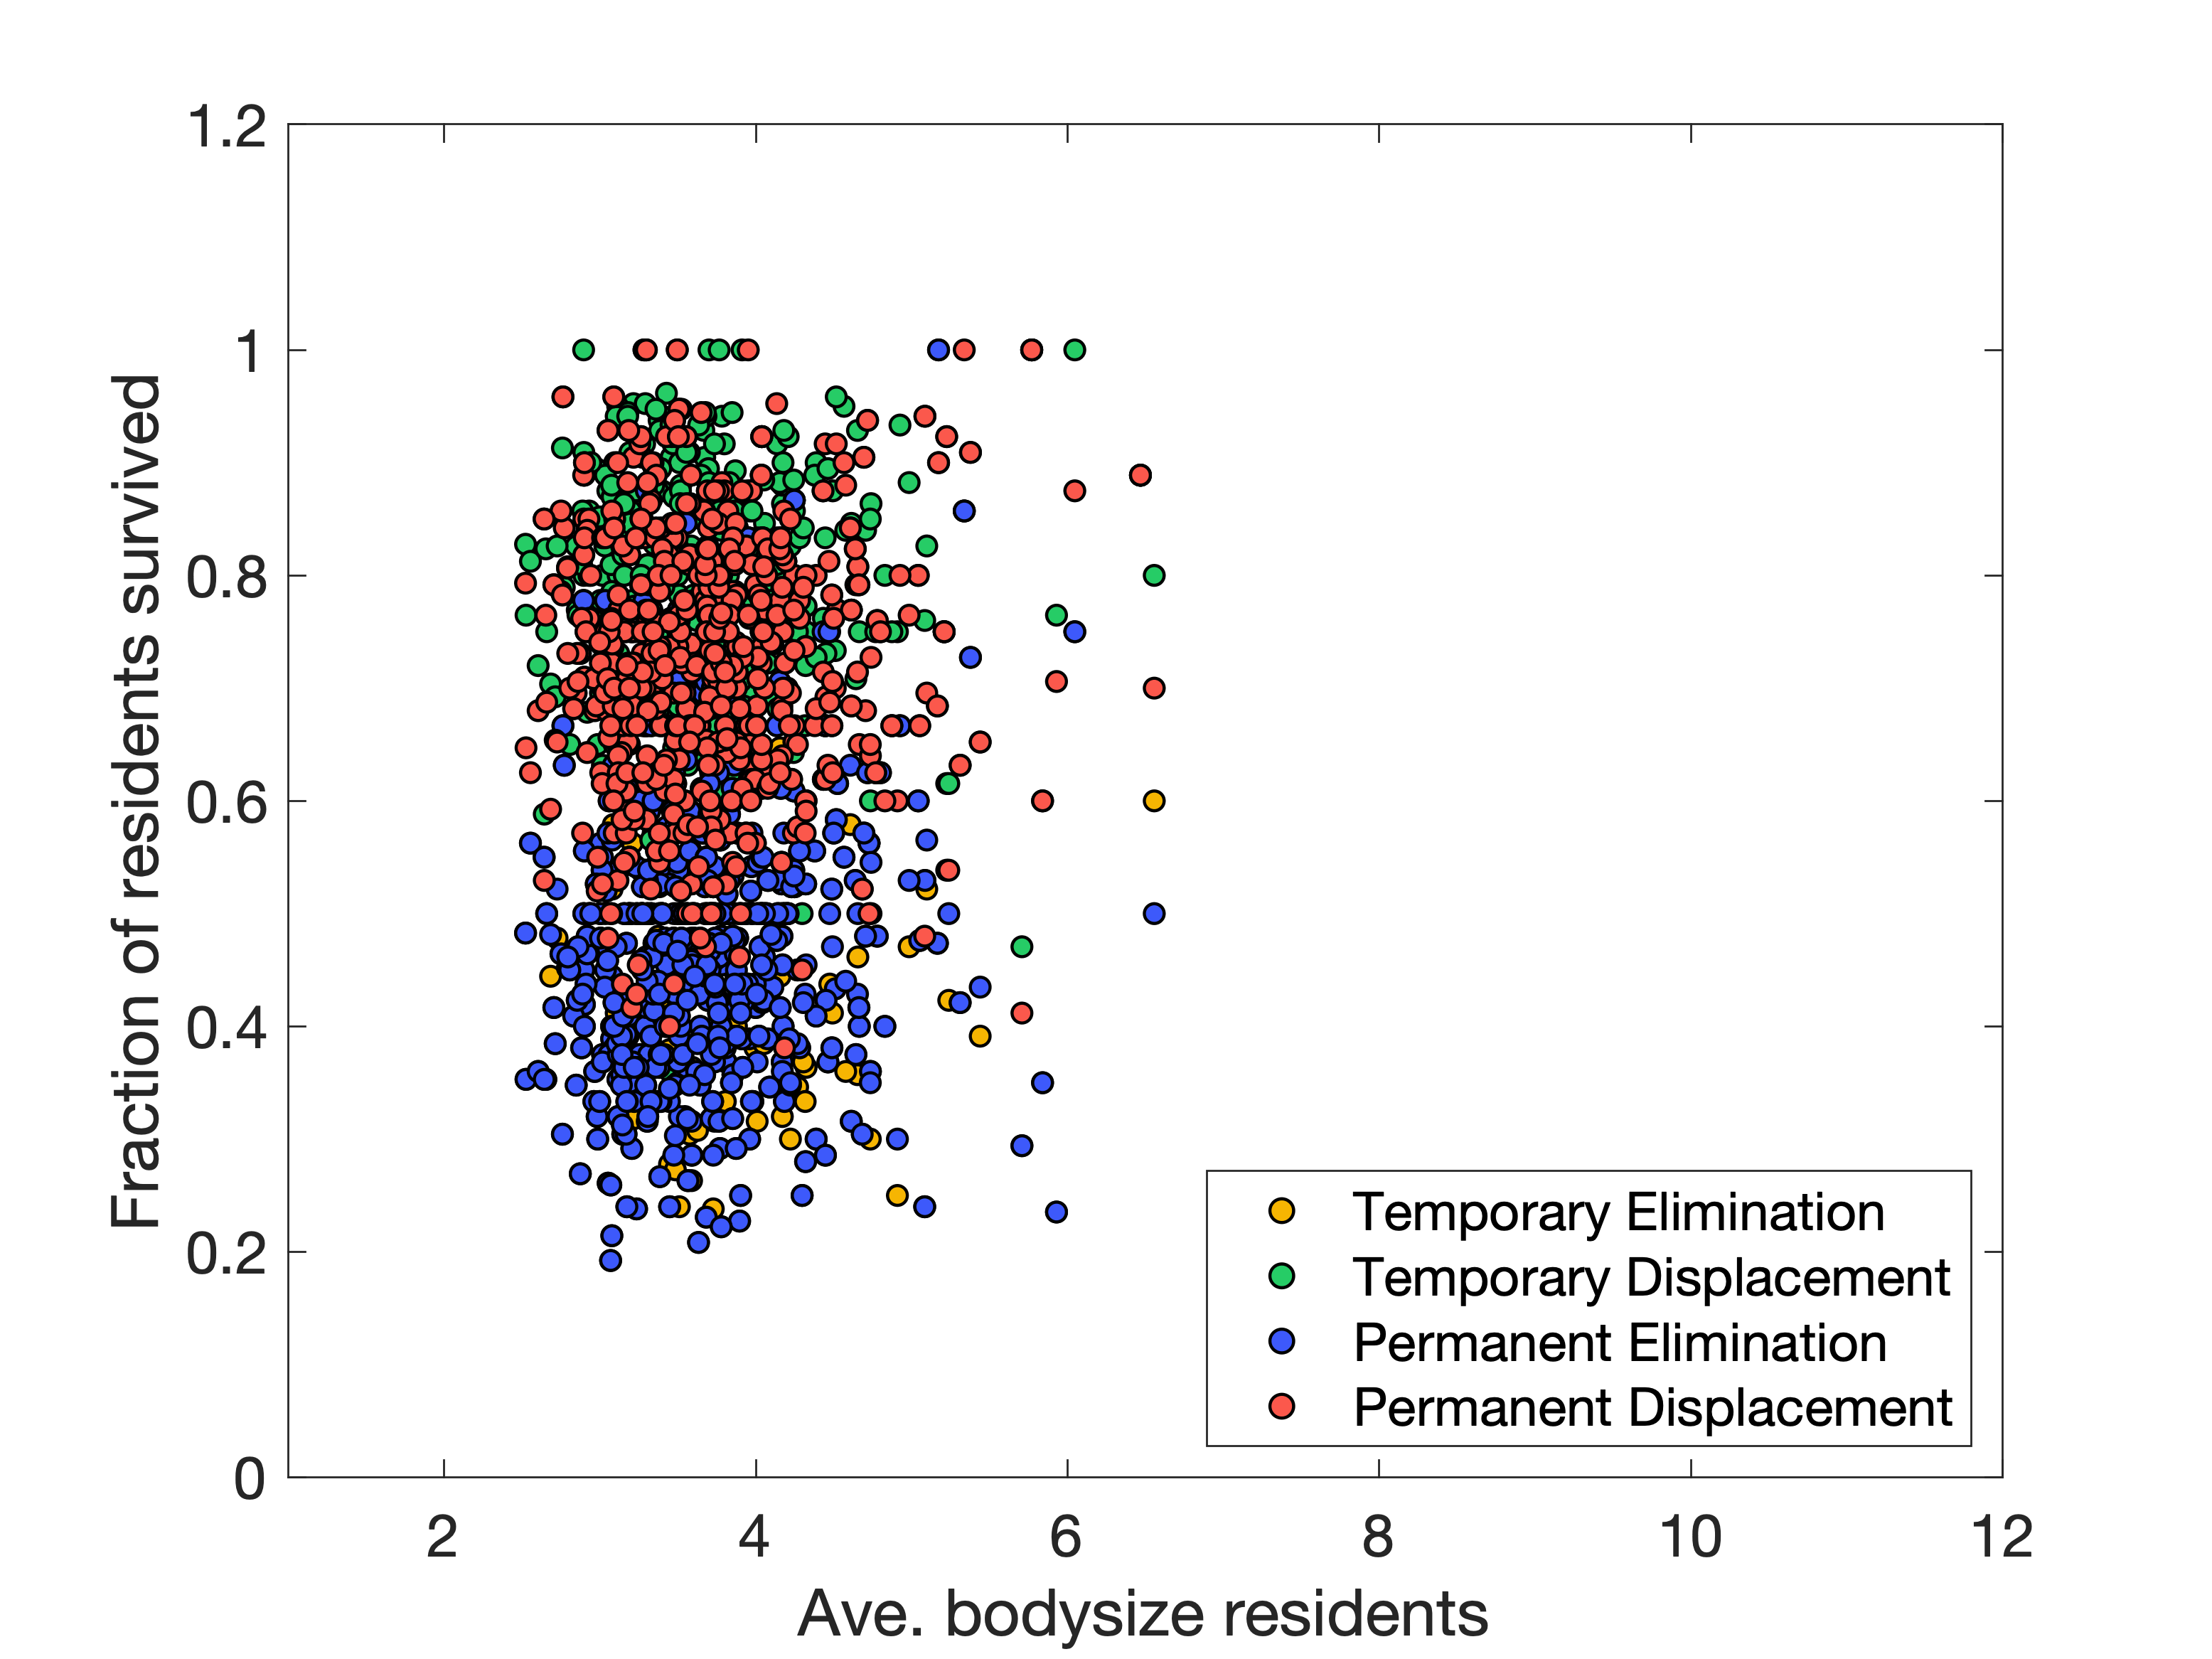 1.2
1
0.8
0.6
0.4
0.2
0
Fraction of residents survived
2 4 6 8 10 12
Ave. bodysize residents
Temporary Elimination
Temporary Displacement
Permanent Elimination
Permanent Displacement